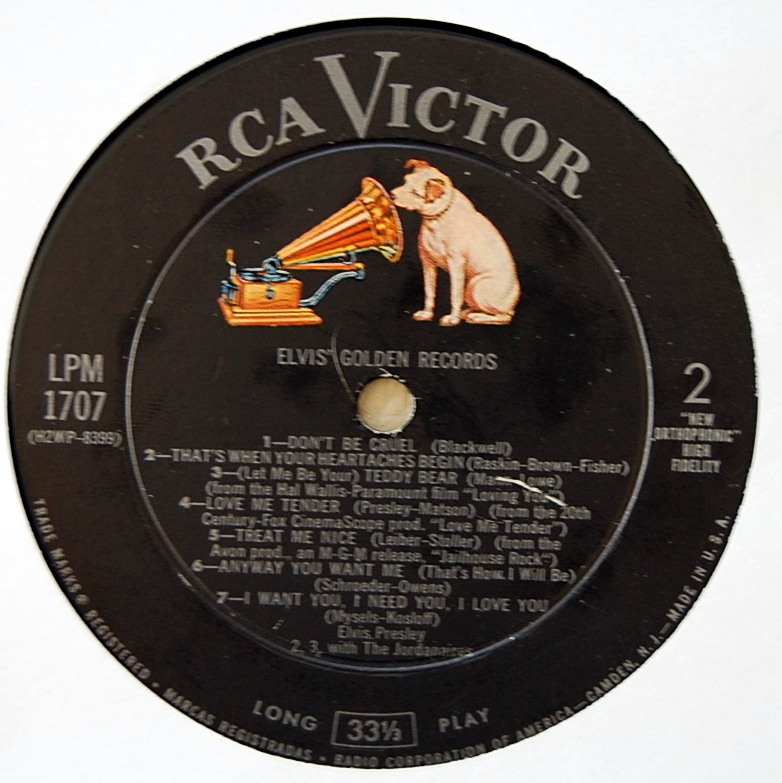 RCA VICTOR
ELVIS' GOLDEN RECORDS
LPM
1707
(H2WP-8399)
2
"NEW
ORTHOPHONIC"
HIGH
FIDELITY
1—DON'T BE CRUEL (Blackwell)
2—THAT'S WHEN YOUR HEARTACHES BEGIN (Raskin-Brown-Fisher)
3—(Let Me Be Your) TEDDY BEAR
(from the Hal Wallis-Paramount film "Loving You")
4—LOVE ME TENDER (Presley-Matson) (from the 20th
Century-Fox CinemaScope prod. "Love Me Tender")
5—TREAT ME NICE (Leiber-Stoller) (from the
Avon prod., an M-G-M release, "Jailhouse Rock")
6—ANYWAY YOU WANT ME (That's How I Will Be)
(Schroeder-Owens)
7—I WANT YOU, I NEED YOU, I LOVE YOU
(Mysels-Kosloff)
Elvis Presley
2, 3, with The Jordanaires
LONG 33⅓ PLAY
TRADE MARKS ® REGISTERED • MARCAS REGISTRADAS • RADIO CORPORATION OF AMERICA—CAMDEN, N. J.—MADE IN U.S.A.